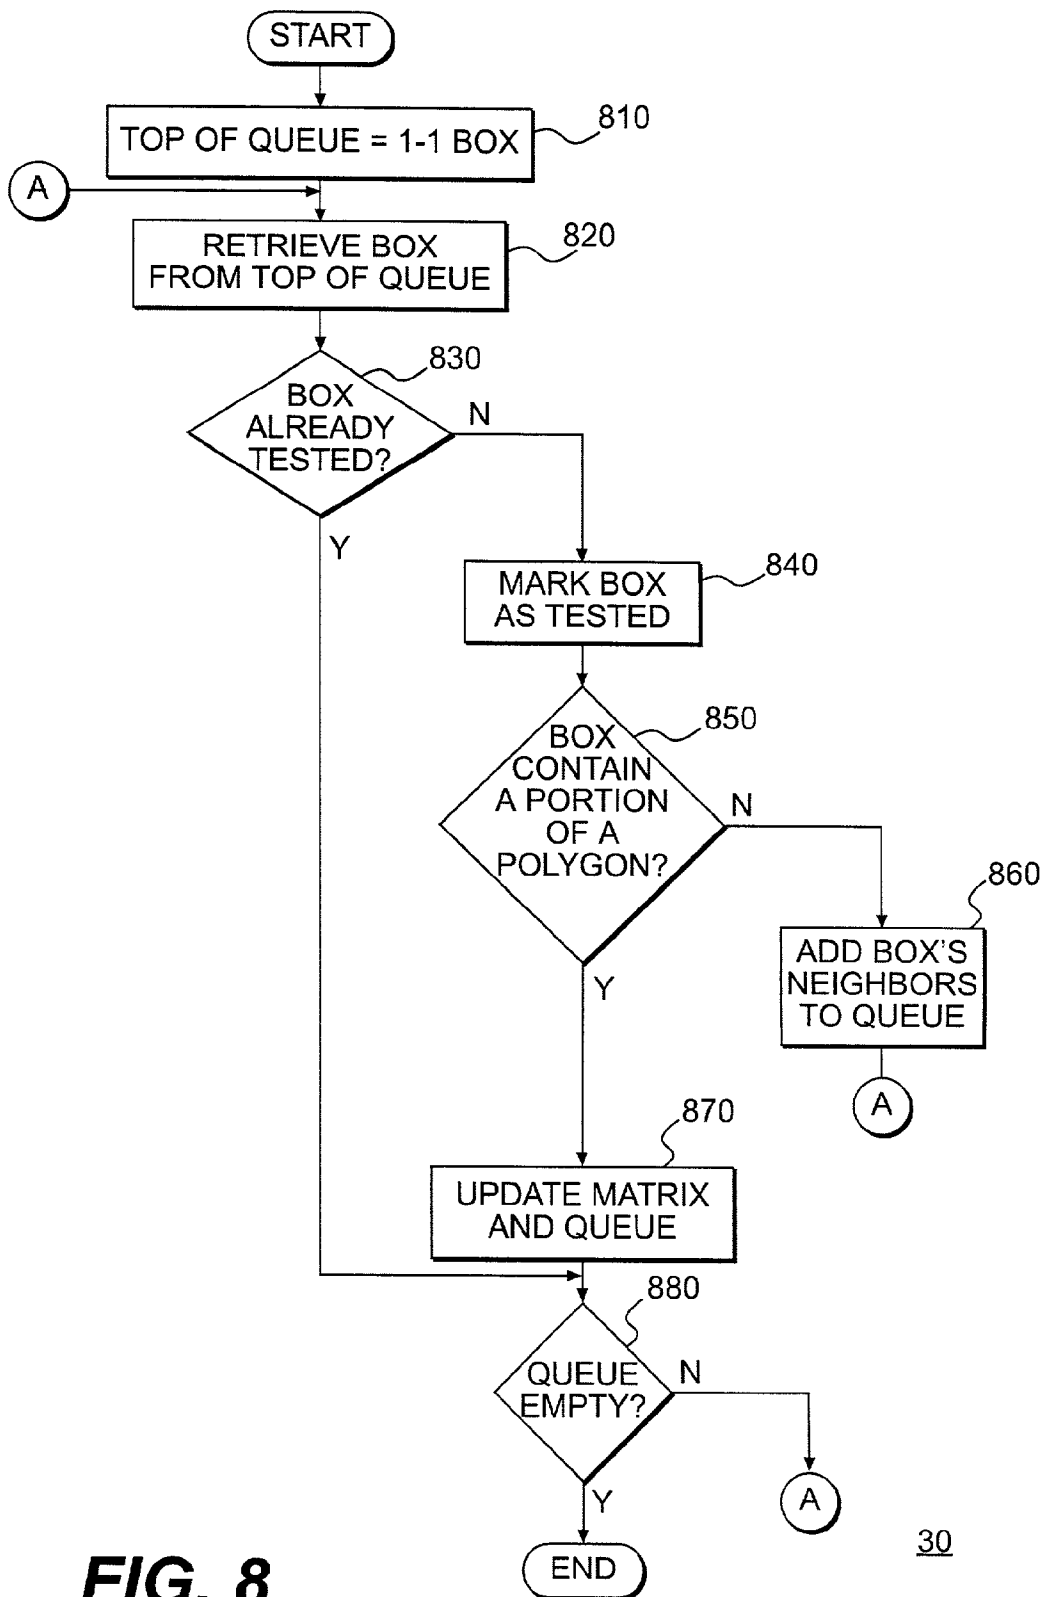 START
TOP OF QUEUE = 1-1 BOX
810
A
RETRIEVE BOX
FROM TOP OF QUEUE
820
BOX
ALREADY
TESTED?
830
N
Y
MARK BOX
AS TESTED
840
BOX
CONTAIN
A PORTION
OF A
POLYGON?
850
N
Y
860
ADD BOX'S
NEIGHBORS
TO QUEUE
A
870
UPDATE MATRIX
AND QUEUE
880
QUEUE
EMPTY?
N
Y
A
END
30
FIG. 8